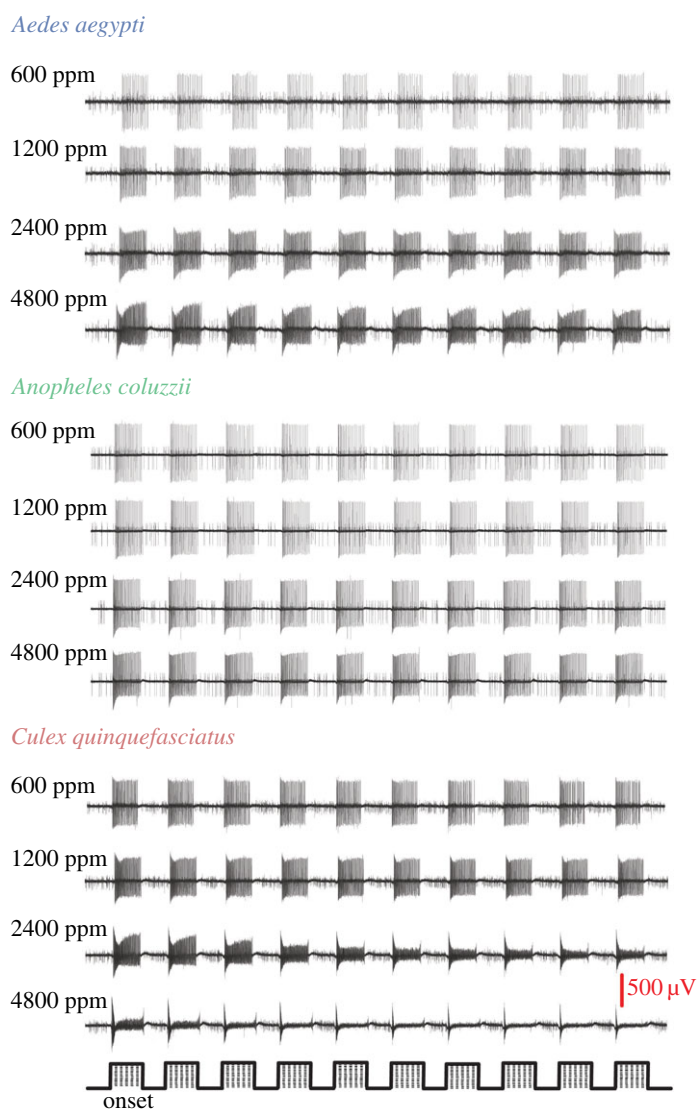 Aedes aegypti
600 ppm
1200 ppm
2400 ppm
4800 ppm
Anopheles coluzzii
600 ppm
1200 ppm
2400 ppm
4800 ppm
Culex quinquefasciatus
600 ppm
1200 ppm
2400 ppm
500 µV
4800 ppm
onset